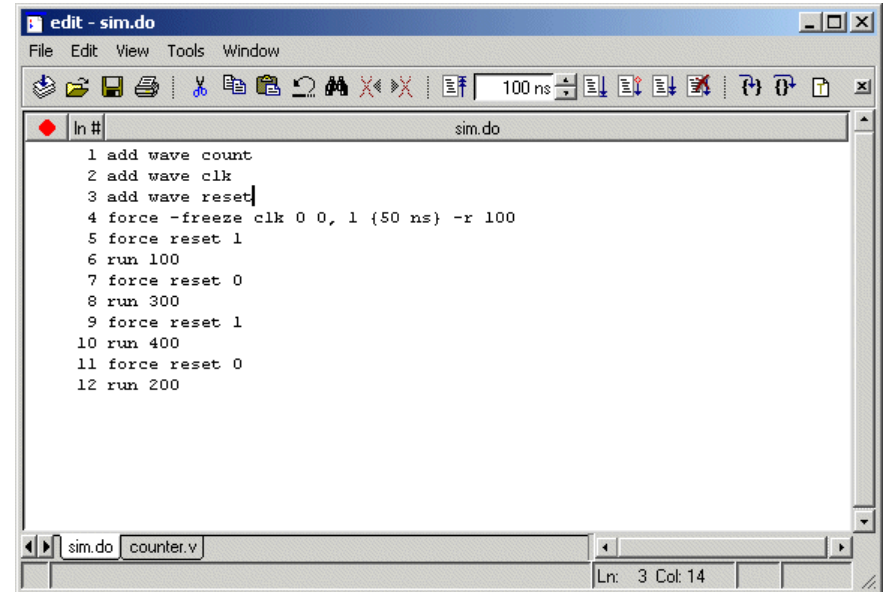 edit - sim.do
File Edit View Tools Window
100 ns
ln # sim.do
1 add wave count
2 add wave clk
3 add wave reset
4 force -freeze clk 0 0, 1 {50 ns} -r 100
5 force reset 1
6 run 100
7 force reset 0
8 run 300
9 force reset 1
10 run 400
11 force reset 0
12 run 200
sim.do counter.v
Ln: 3 Col: 14